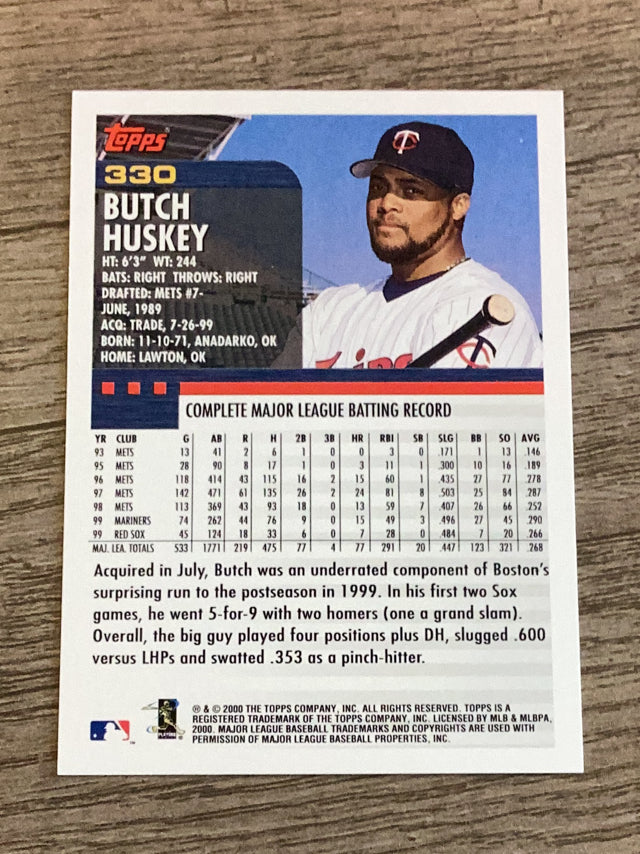 TOPPS
330
BUTCH
HUSKEY
HT: 6'3" WT: 244
BATS: RIGHT THROWS: RIGHT
DRAFTED: METS #7-
JUNE, 1989
ACQ: TRADE, 7-26-99
BORN: 11-10-71, ANADARKO, OK
HOME: LAWTON, OK
COMPLETE MAJOR LEAGUE BATTING RECORD
YR CLUB G AB R H 2B 3B HR RBI SB SLG BB SO AVG
93 METS 13 41 2 6 1 0 0 3 0 .171 1 13 .146
95 METS 28 90 8 17 1 0 3 11 1 .300 10 16 .189
96 METS 118 414 43 115 16 2 15 60 1 .435 27 77 .278
97 METS 142 471 61 135 26 2 24 81 8 .503 25 84 .287
98 METS 113 369 43 93 18 0 13 59 7 .407 26 66 .252
99 MARINERS 74 262 44 76 9 0 15 49 3 .496 27 45 .290
99 RED SOX 45 124 18 33 6 0 7 28 0 .484 7 20 .266
MAJ. LEA. TOTALS 533 1771 219 475 77 4 77 291 20 .447 123 321 .268
Acquired in July, Butch was an underrated component of Boston's
surprising run to the postseason in 1999. In his first two Sox
games, he went 5-for-9 with two homers (one a grand slam).
Overall, the big guy played four positions plus DH, slugged .600
versus LHPs and swatted .353 as a pinch-hitter.
® & © 2000 THE TOPPS COMPANY, INC. ALL RIGHTS RESERVED. TOPPS IS A
REGISTERED TRADEMARK OF THE TOPPS COMPANY, INC. LICENSED BY MLB & MLBPA,
2000. MAJOR LEAGUE BASEBALL TRADEMARKS AND COPYRIGHTS ARE USED WITH
PERMISSION OF MAJOR LEAGUE BASEBALL PROPERTIES, INC.